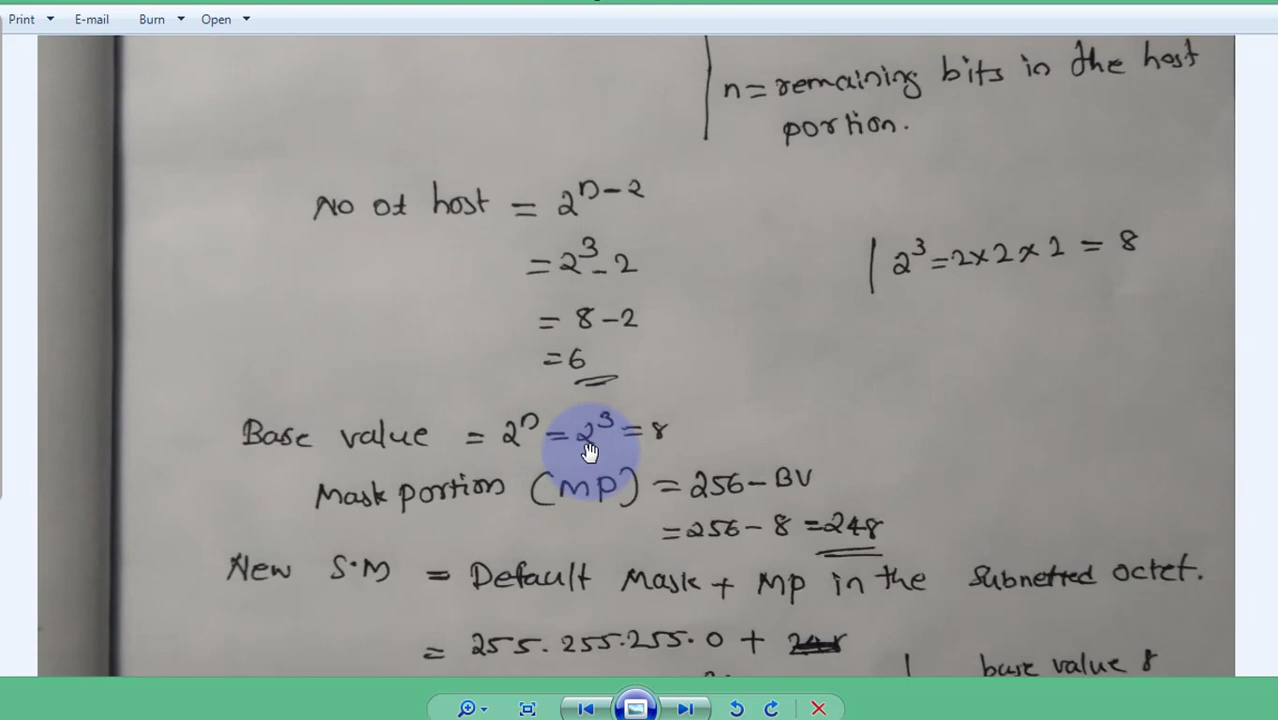 Print E-mail Burn Open
n = remaining bits in the host
portion.
No of host = 2^n-2
= 2^3 - 2
| 2^3 = 2 × 2 × 2 = 8
= 8 - 2
= 6
Base value = 2^n = 2^3 = 8
Mask portion (MP) = 256 - BV
= 256 - 8 = 248
New S.M = Default Mask + MP in the Subnetted octet.
= 255.255.255.0 +
base value 8